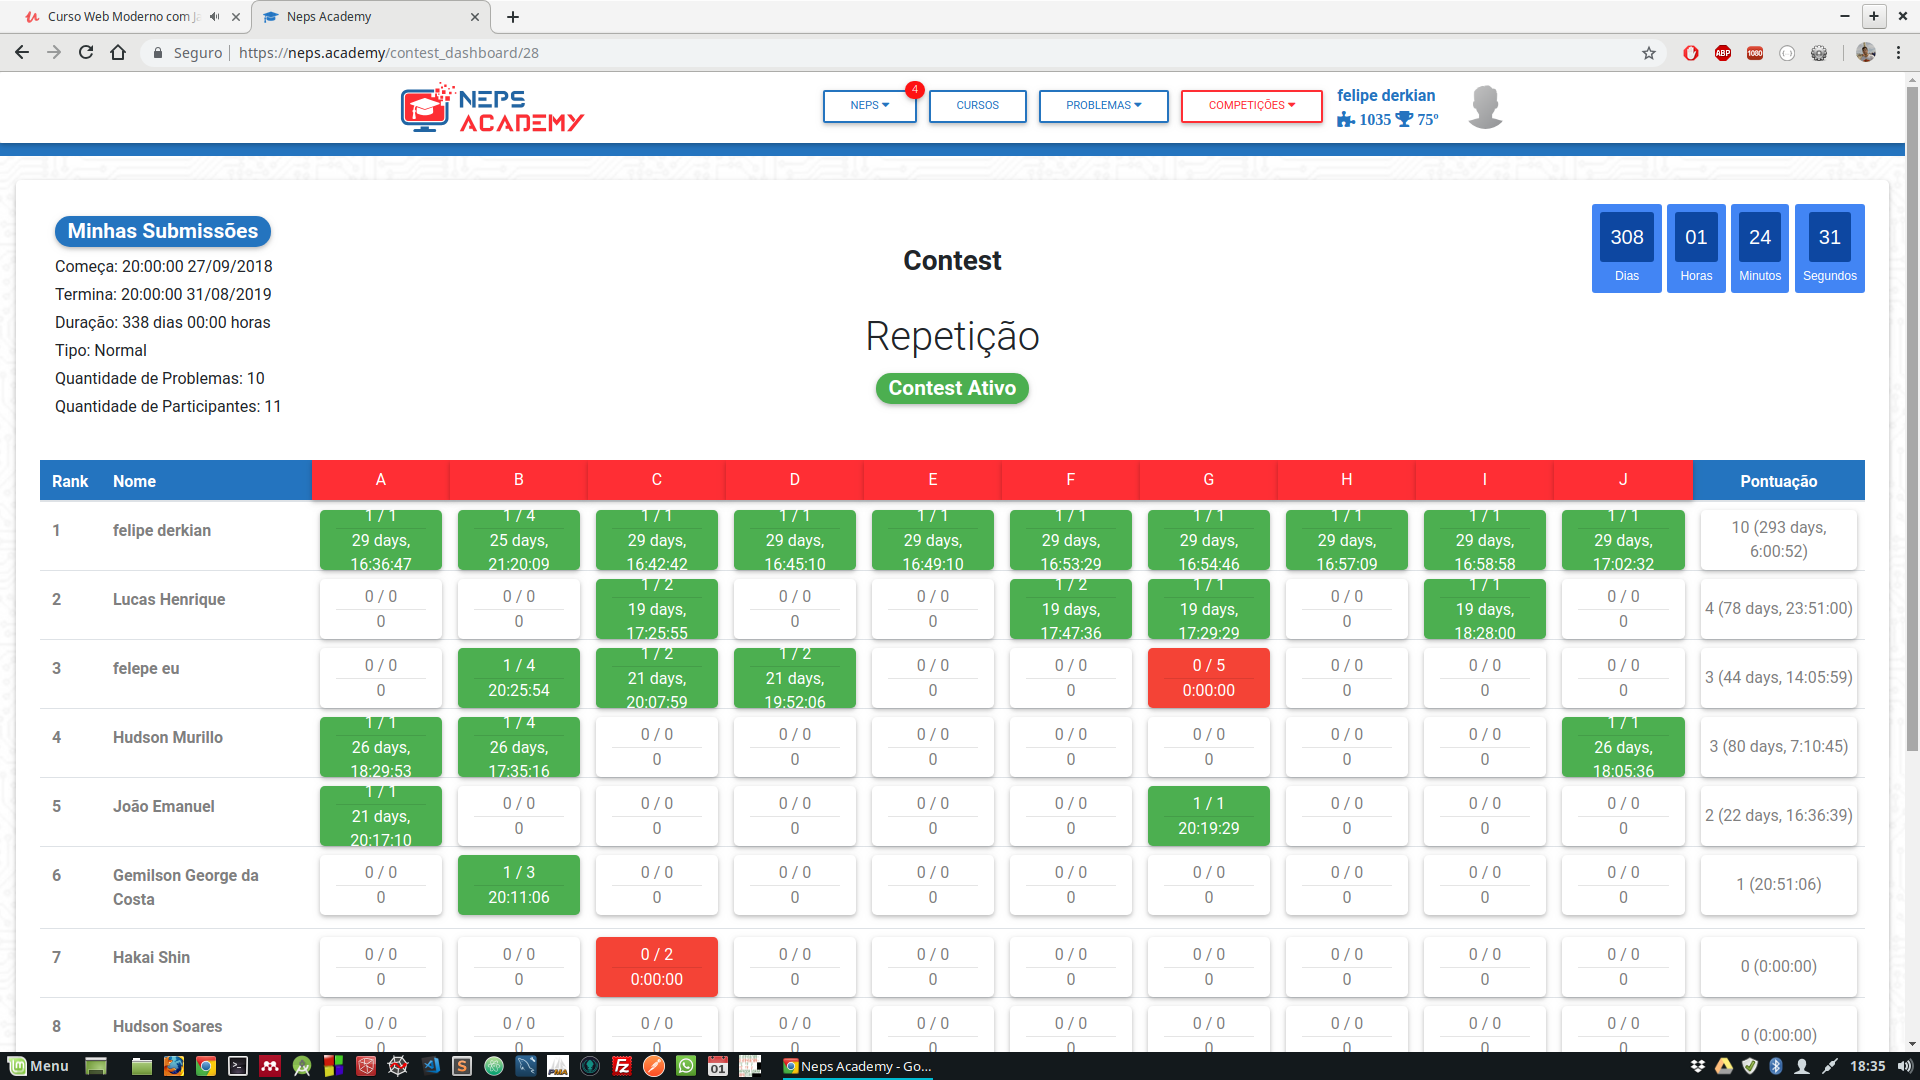 Curso Web Moderno com Ja
Neps Academy
Seguro
https://neps.academy/contest_dashboard/28
NEPS ACADEMY
NEPS
4
CURSOS
PROBLEMAS
COMPETIÇÕES
felipe derkian
1035 75º
Minhas Submissões
Começa: 20:00:00 27/09/2018
Termina: 20:00:00 31/08/2019
Duração: 338 dias 00:00 horas
Tipo: Normal
Quantidade de Problemas: 10
Quantidade de Participantes: 11
Contest
Repetição
Contest Ativo
308 01 24 31
Dias Horas Minutos Segundos
Rank Nome A B C D E F G H I J Pontuação
1 felipe derkian
1 / 1 1 / 4 1 / 1 1 / 1 1 / 1 1 / 1 1 / 1 1 / 1 1 / 1 1 / 1
29 days, 25 days, 29 days, 29 days, 29 days, 29 days, 29 days, 29 days, 29 days, 29 days,
16:36:47 21:20:09 16:42:42 16:45:10 16:49:10 16:53:29 16:54:46 16:57:09 16:58:58 17:02:32
10 (293 days,
6:00:52)
2 Lucas Henrique
0 / 0 0 / 0 1 / 2 0 / 0 0 / 0 1 / 2 1 / 1 0 / 0 1 / 1 0 / 0
0 0 19 days, 0 0 19 days, 19 days, 0 19 days, 0
17:25:55 17:47:36 17:29:29 18:28:00
4 (78 days, 23:51:00)
3 felepe eu
0 / 0 1 / 4 1 / 2 1 / 2 0 / 0 0 / 0 0 / 5 0 / 0 0 / 0 0 / 0
0 20:25:54 21 days, 21 days, 0 0 0:00:00 0 0 0
20:07:59 19:52:06
3 (44 days, 14:05:59)
4 Hudson Murillo
1 / 1 1 / 4 0 / 0 0 / 0 0 / 0 0 / 0 0 / 0 0 / 0 0 / 0 1 / 1
26 days, 26 days, 0 0 0 0 0 0 0 26 days,
18:29:53 17:35:16 18:05:36
3 (80 days, 7:10:45)
5 João Emanuel
1 / 1 0 / 0 0 / 0 0 / 0 0 / 0 0 / 0 1 / 1 0 / 0 0 / 0 0 / 0
21 days, 0 0 0 0 0 20:19:29 0 0 0
20:17:10
2 (22 days, 16:36:39)
6 Gemilson George da
Costa
0 / 0 1 / 3 0 / 0 0 / 0 0 / 0 0 / 0 0 / 0 0 / 0 0 / 0 0 / 0
0 20:11:06 0 0 0 0 0 0 0 0
1 (20:51:06)
7 Hakai Shin
0 / 0 0 / 0 0 / 2 0 / 0 0 / 0 0 / 0 0 / 0 0 / 0 0 / 0 0 / 0
0 0 0:00:00 0 0 0 0 0 0 0
0 (0:00:00)
8 Hudson Soares
0 / 0 0 / 0 0 / 0 0 / 0 0 / 0 0 / 0 0 / 0 0 / 0 0 / 0 0 / 0
0 0 0 0 0 0 0 0 0 0
0 (0:00:00)
Menu
01
Neps Academy - Go...
18:35